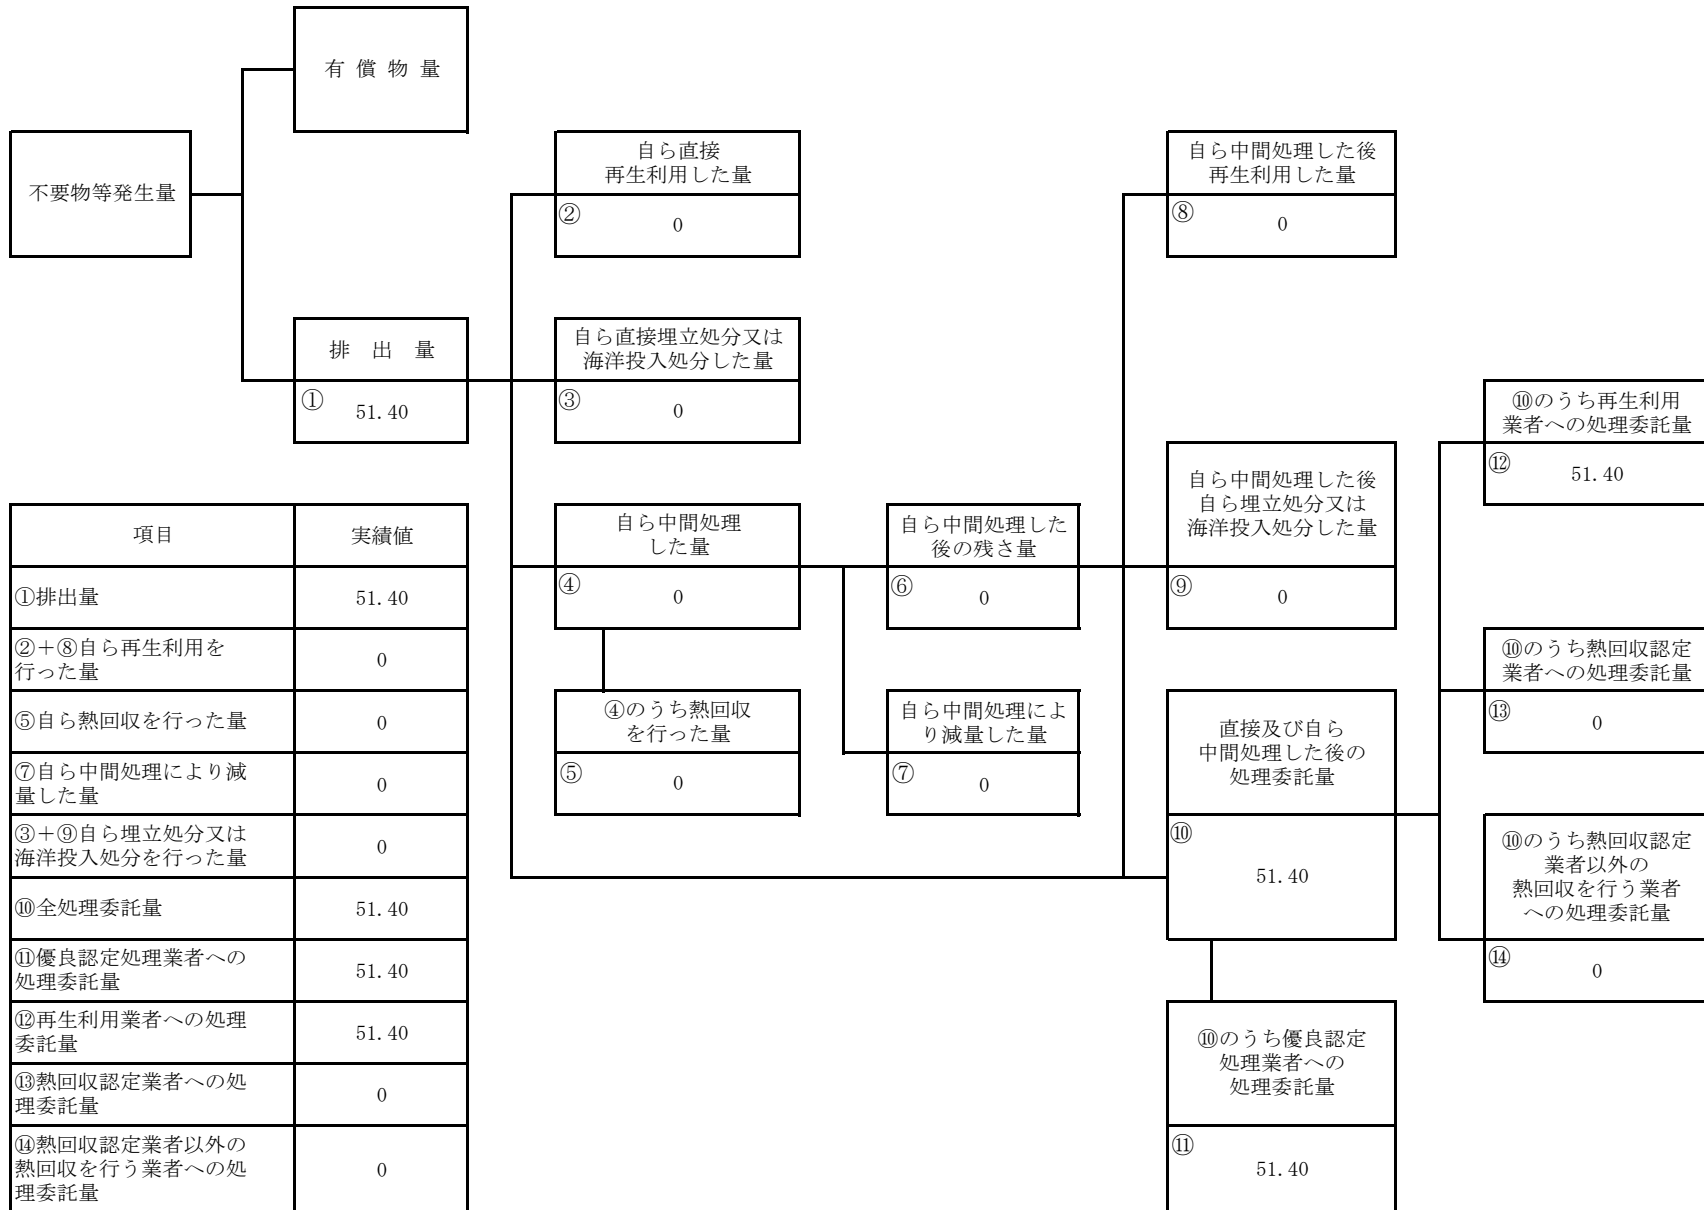 有償物量
不要物等発生量
排出量
① 51.40
自ら直接
再生利用した量
② 0
自ら直接埋立処分又は
海洋投入処分した量
③ 0
自ら中間処理
した量
④ 0
④のうち熱回収
を行った量
⑤ 0
自ら中間処理した
後の残さ量
⑥ 0
自ら中間処理によ
り減量した量
⑦ 0
自ら中間処理した後
再生利用した量
⑧ 0
自ら中間処理した後
自ら埋立処分又は
海洋投入処分した量
⑨ 0
直接及び自ら
中間処理した後の
処理委託量
⑩
51.40
⑩のうち優良認定
処理業者への
処理委託量
⑪
51.40
⑩のうち再生利用
業者への処理委託量
⑫ 51.40
⑩のうち熱回収認定
業者への処理委託量
⑬ 0
⑩のうち熱回収認定
業者以外の
熱回収を行う業者
への処理委託量
⑭ 0
項目 実績値
①排出量 51.40
②＋⑧自ら再生利用を
行った量 0
⑤自ら熱回収を行った量 0
⑦自ら中間処理により減
量した量 0
③＋⑨自ら埋立処分又は
海洋投入処分を行った量 0
⑩全処理委託量 51.40
⑪優良認定処理業者への
処理委託量 51.40
⑫再生利用業者への処理
委託量 51.40
⑬熱回収認定業者への処
理委託量 0
⑭熱回収認定業者以外の
熱回収を行う業者への処
理委託量 0